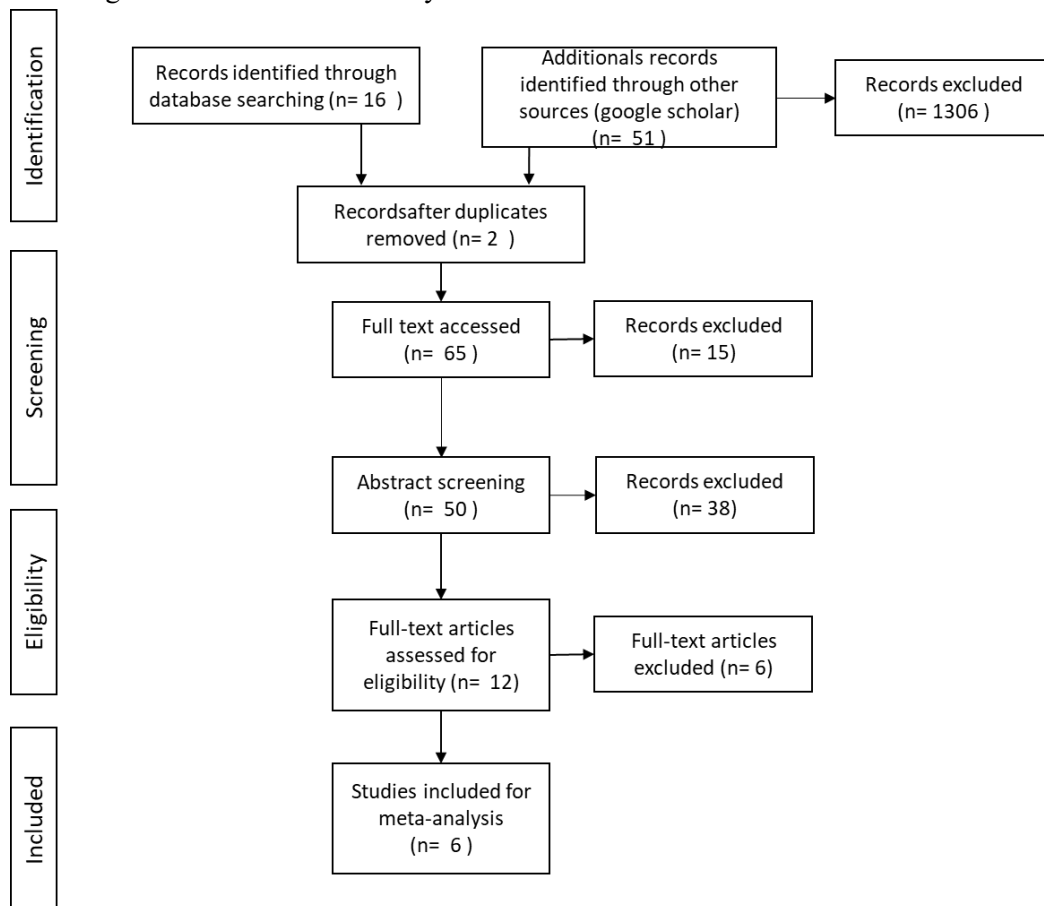 Identification
Records identified through
database searching (n= 16 )
Additionals records
identified through other
sources (google scholar)
(n= 51 )
Records excluded
(n= 1306 )
Recordsafter duplicates
removed (n= 2 )
Screening
Full text accessed
(n= 65 )
Records excluded
(n= 15)
Abstract screening
(n= 50 )
Records excluded
(n= 38)
Eligibility
Full-text articles
assessed for
eligibility (n= 12)
Full-text articles
excluded (n= 6)
Included
Studies included for
meta-analysis
(n= 6 )